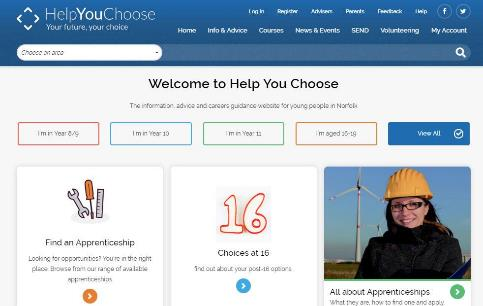 HelpYouChoose
Your future, your choice
Log In Register Advisers Parents Feedback Help
Home Info & Advice Courses News & Events SEND Volunteering My Account
Choose an area
Welcome to Help You Choose
The information, advice and careers guidance website for young people in Norfolk
I'm in Year 8/9 I'm in Year 10 I'm in Year 11 I'm aged 16-19 View All
16
Find an Apprenticeship
Looking for opportunities? You're in the
right place. Browse from our range of available
apprenticeships.
Choices at 16
find out about your post-16 options
All about Apprenticeships
What they are, how to find one and apply